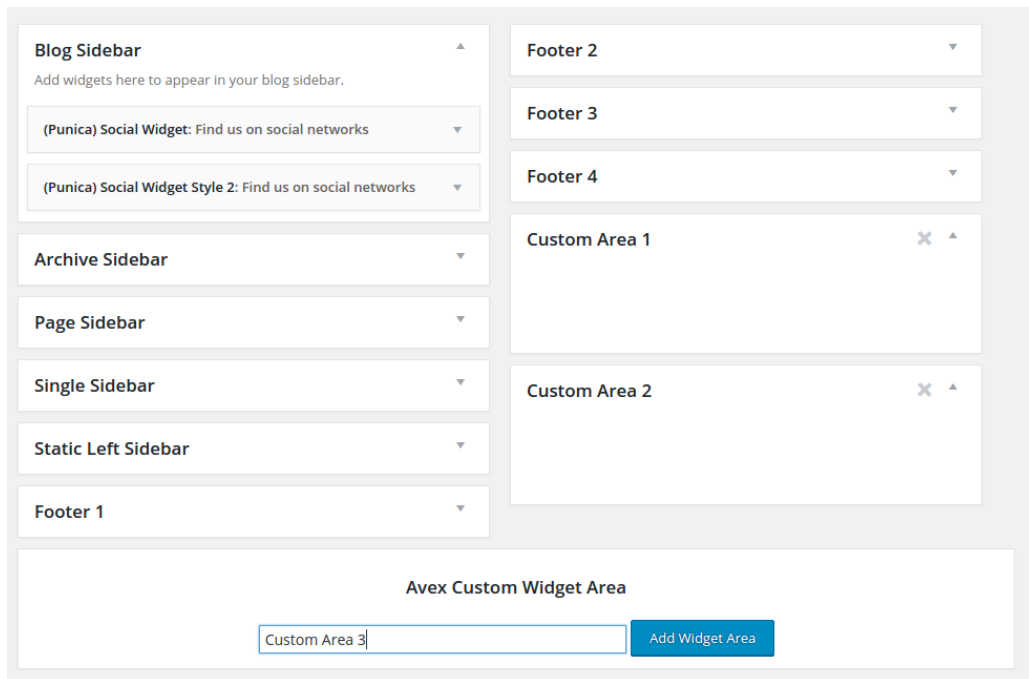 Blog Sidebar
Add widgets here to appear in your blog sidebar.
(Punica) Social Widget: Find us on social networks
(Punica) Social Widget Style 2: Find us on social networks
Archive Sidebar
Page Sidebar
Single Sidebar
Static Left Sidebar
Footer 1
Footer 2
Footer 3
Footer 4
Custom Area 1
Custom Area 2
Avex Custom Widget Area
Custom Area 3
Add Widget Area